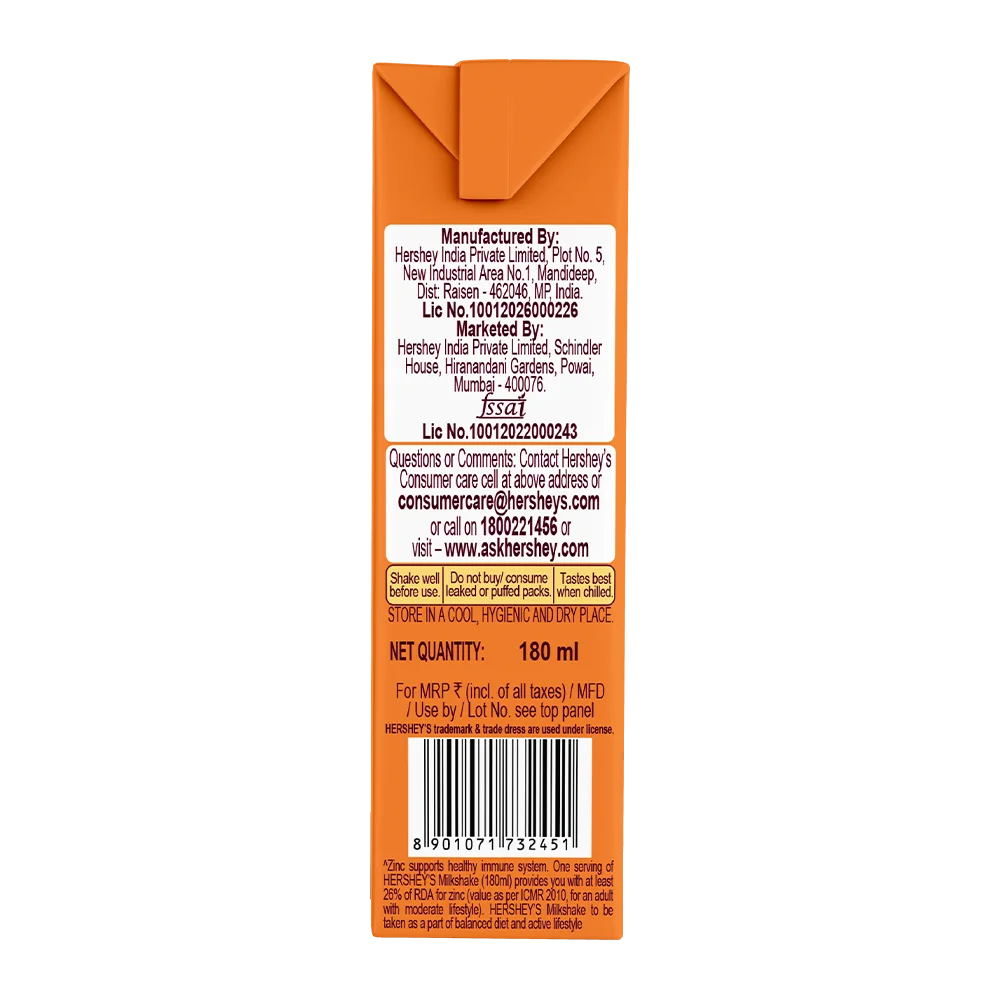 Manufactured By:
Hershey India Private Limited, Plot No. 5,
New Industrial Area No.1, Mandideep,
Dist: Raisen - 462046, MP, India.
Lic No.10012026000226
Marketed By:
Hershey India Private Limited, Schindler
House, Hiranandani Gardens, Powai,
Mumbai - 400076.
fssai
Lic No.10012022000243
Questions or Comments: Contact Hershey's
Consumer care cell at above address or
consumercare@hersheys.com
or call on 1800221456 or
visit – www.askhershey.com
Shake well
before use.
Do not buy/ consume
leaked or puffed packs.
Tastes best
when chilled.
STORE IN A COOL, HYGIENIC AND DRY PLACE.
NET QUANTITY: 180 ml
For MRP ₹ (incl. of all taxes) / MFD
/ Use by / Lot No. see top panel
HERSHEY'S trademark & trade dress are used under license.
8 901071 732451
^Zinc supports healthy immune system. One serving of
HERSHEY'S Milkshake (180ml) provides you with at least
26% of RDA for zinc (value as per ICMR 2010, for an adult
with moderate lifestyle). HERSHEY'S Milkshake to be
taken as a part of balanced diet and active lifestyle